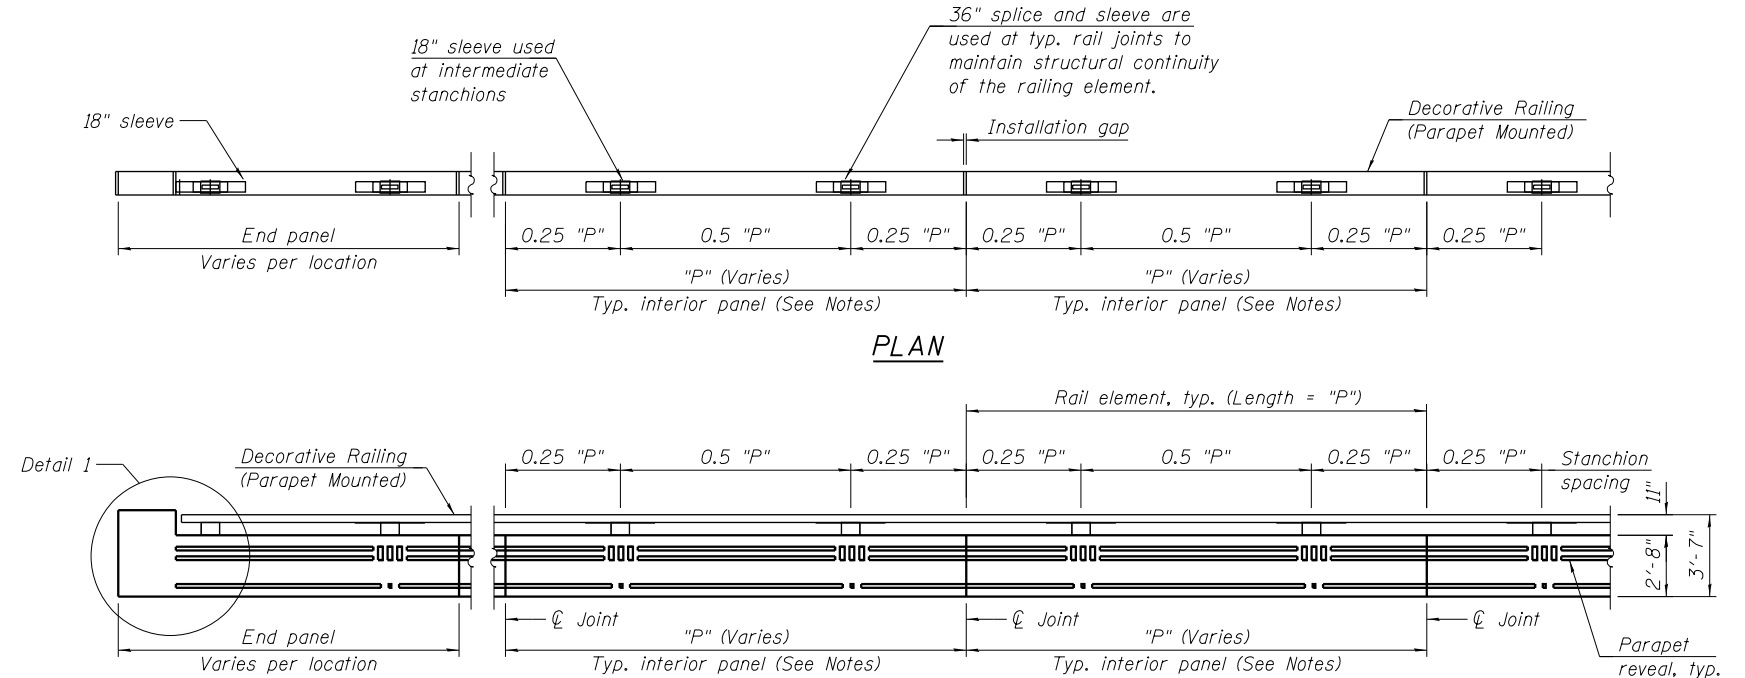 36" splice and sleeve are
used at typ. rail joints to
maintain structural continuity
of the railing element.
18" sleeve used
at intermediate
stanchions
18" sleeve
Installation gap
Decorative Railing
(Parapet Mounted)
End panel
Varies per location
0.25 "P"
0.5 "P"
0.25 "P"
0.25 "P"
0.5 "P"
0.25 "P"
0.25 "P"
"P" (Varies)
Typ. interior panel (See Notes)
"P" (Varies)
Typ. interior panel (See Notes)
PLAN
Rail element, typ. (Length = "P")
Detail 1
Decorative Railing
(Parapet Mounted)
0.25 "P"
0.5 "P"
0.25 "P"
0.25 "P"
0.5 "P"
0.25 "P"
0.25 "P"
Stanchion
spacing
11"
2'-8"
3'-7"
℄ Joint
℄ Joint
℄ Joint
End panel
Varies per location
"P" (Varies)
Typ. interior panel (See Notes)
"P" (Varies)
Typ. interior panel (See Notes)
Parapet
reveal, typ.